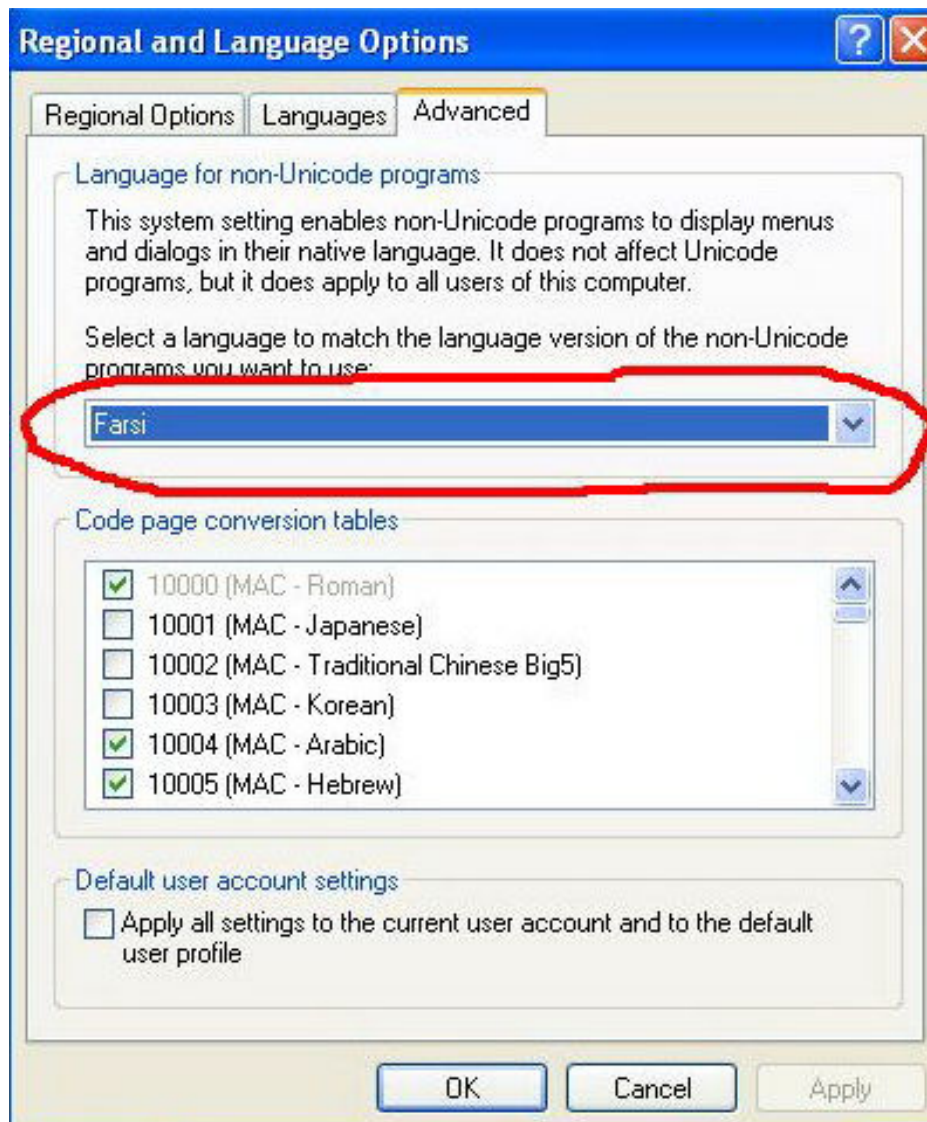 Regional and Language Options
Regional Options Languages Advanced
Language for non-Unicode programs
This system setting enables non-Unicode programs to display menus
and dialogs in their native language. It does not affect Unicode
programs, but it does apply to all users of this computer.
Select a language to match the language version of the non-Unicode
programs you want to use:
Farsi
Code page conversion tables
10000 (MAC - Roman)
10001 (MAC - Japanese)
10002 (MAC - Traditional Chinese Big5)
10003 (MAC - Korean)
10004 (MAC - Arabic)
10005 (MAC - Hebrew)
Default user account settings
Apply all settings to the current user account and to the default
user profile
OK Cancel Apply